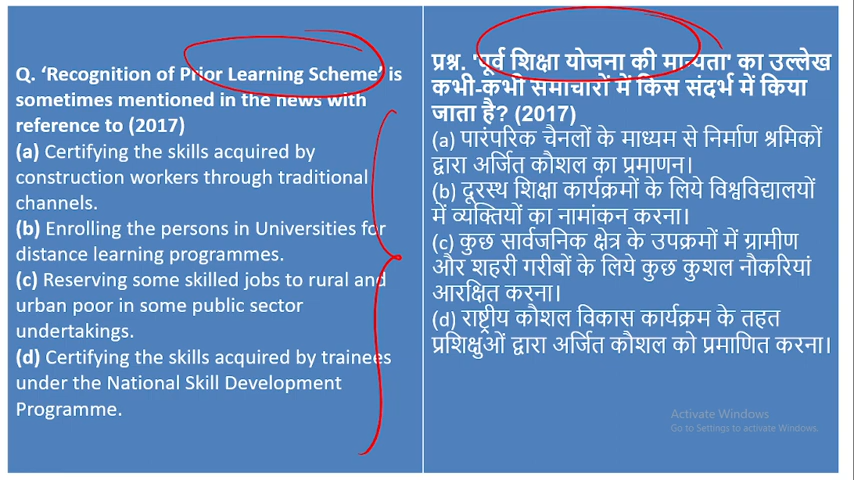 Q. ‘Recognition of Prior Learning Scheme’ is
sometimes mentioned in the news with
reference to (2017)
(a) Certifying the skills acquired by
construction workers through traditional
channels.
(b) Enrolling the persons in Universities for
distance learning programmes.
(c) Reserving some skilled jobs to rural and
urban poor in some public sector
undertakings.
(d) Certifying the skills acquired by trainees
under the National Skill Development
Programme.
प्रश्न. 'पूर्व शिक्षा योजना की मान्यता' का उल्लेख
कभी-कभी समाचारों में किस संदर्भ में किया
जाता है? (2017)
(a) पारंपरिक चैनलों के माध्यम से निर्माण श्रमिकों
द्वारा अर्जित कौशल का प्रमाणन।
(b) दूरस्थ शिक्षा कार्यक्रमों के लिये विश्वविद्यालयों
में व्यक्तियों का नामांकन करना।
(c) कुछ सार्वजनिक क्षेत्र के उपक्रमों में ग्रामीण
और शहरी गरीबों के लिये कुछ कुशल नौकरियां
आरक्षित करना।
(d) राष्ट्रीय कौशल विकास कार्यक्रम के तहत
प्रशिक्षुओं द्वारा अर्जित कौशल को प्रमाणित करना।
Activate Windows
Go to Settings to activate Windows.